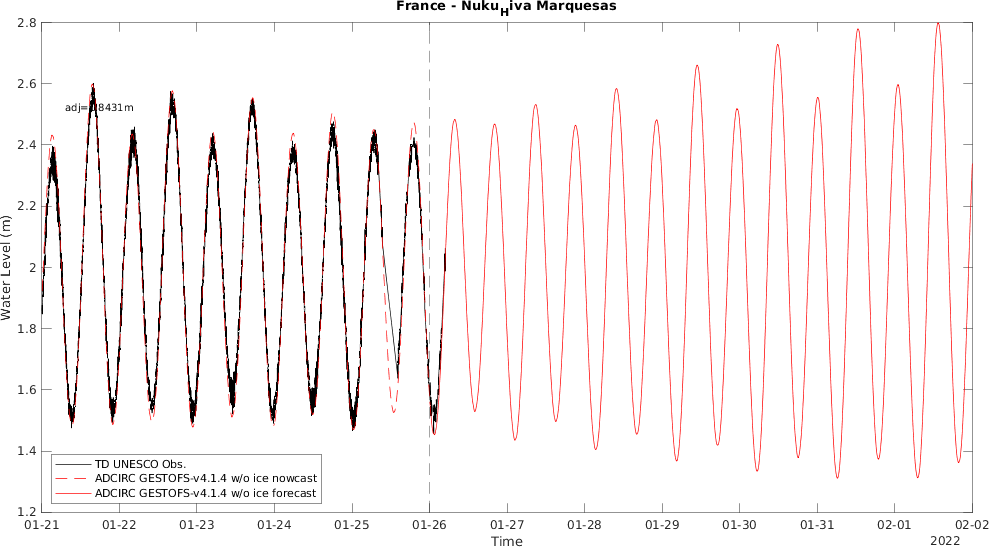 France - Nuku_Hiva Marquesas
2.8
2.6
2.4
2.2
2
1.8
1.6
1.4
1.2
Water Level (m)
TD UNESCO Obs.
ADCIRC GESTOFS-v4.1.4 w/o ice nowcast
ADCIRC GESTOFS-v4.1.4 w/o ice forecast
01-21 01-22 01-23 01-24 01-25 01-26 01-27 01-28 01-29 01-30 01-31 02-01 02-02
Time
2022